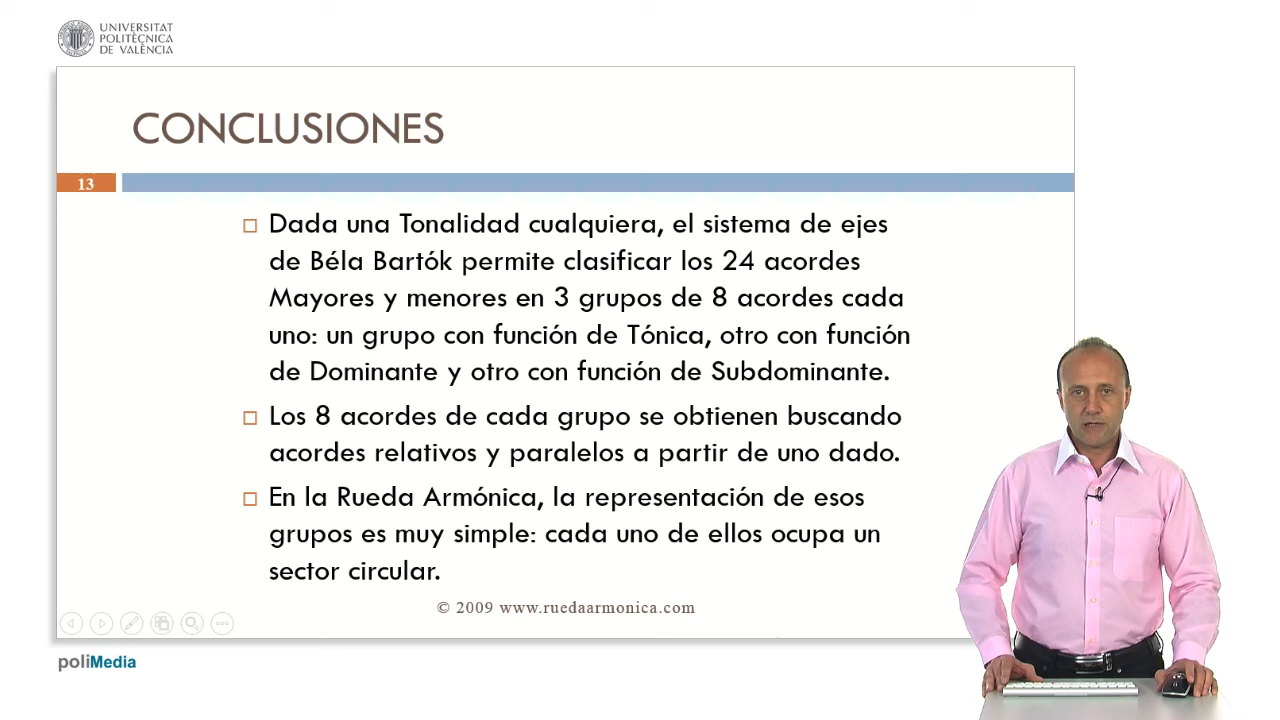 UNIVERSITAT
POLITÈCNICA
DE VALÈNCIA
CONCLUSIONES
13
Dada una Tonalidad cualquiera, el sistema de ejes
de Béla Bartók permite clasificar los 24 acordes
Mayores y menores en 3 grupos de 8 acordes cada
uno: un grupo con función de Tónica, otro con función
de Dominante y otro con función de Subdominante.
Los 8 acordes de cada grupo se obtienen buscando
acordes relativos y paralelos a partir de uno dado.
En la Rueda Armónica, la representación de esos
grupos es muy simple: cada uno de ellos ocupa un
sector circular.
© 2009 www.ruedaarmonica.com
poliMedia